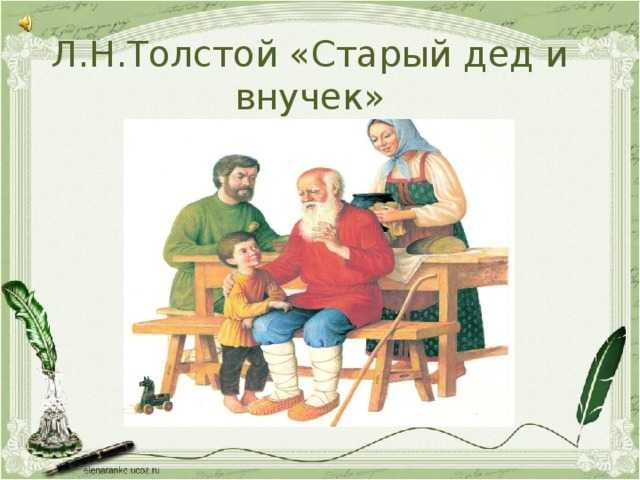 Л.Н.Толстой «Старый дед и
внучек»
elenaranko.ucoz.ru